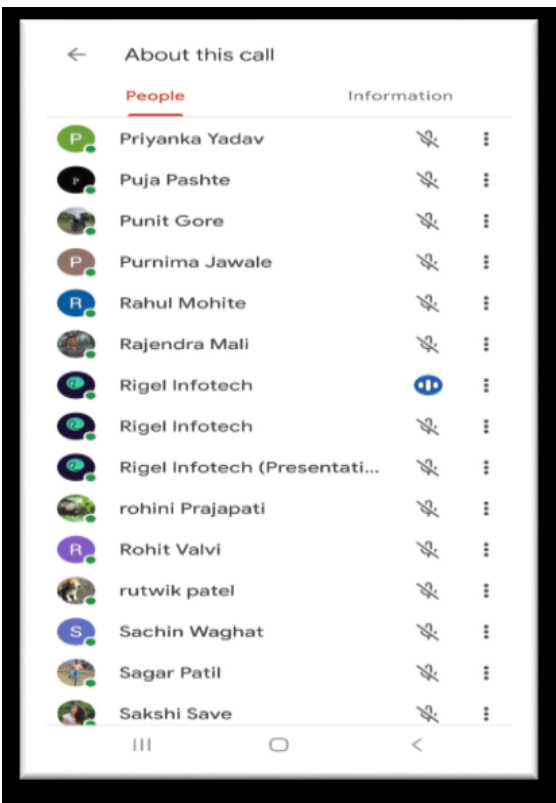 About this call
People Information
P Priyanka Yadav
P Puja Pashte
Punit Gore
P Purnima Jawale
R Rahul Mohite
Rajendra Mali
Rigel Infotech
Rigel Infotech
Rigel Infotech (Presentati...
rohini Prajapati
R Rohit Valvi
rutwik patel
S Sachin Waghat
Sagar Patil
Sakshi Save